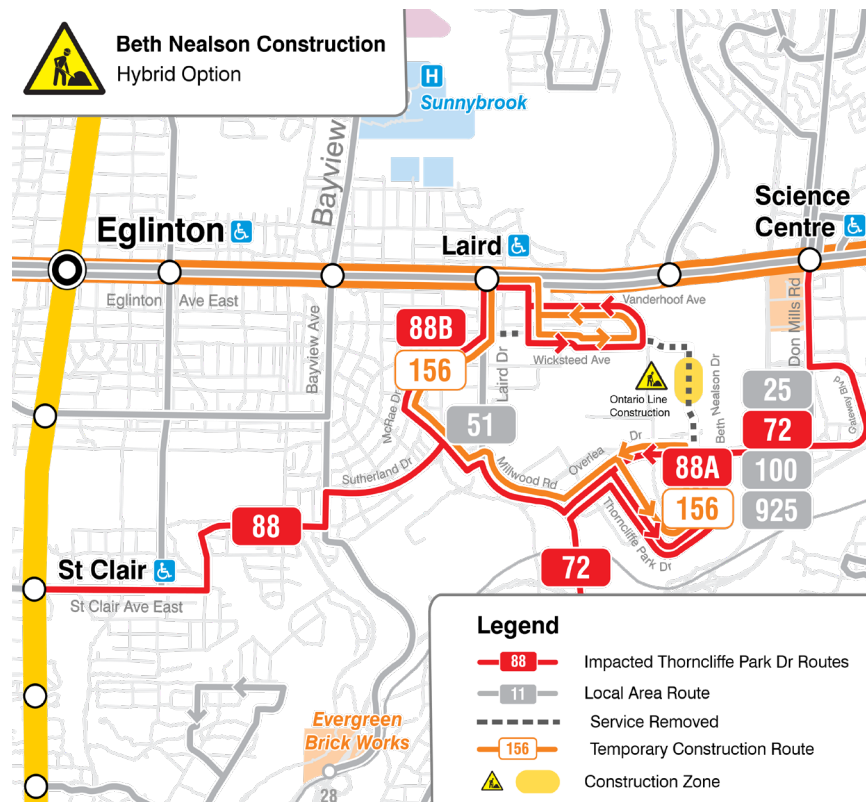 Beth Nealson Construction
Hybrid Option
H
Sunnybrook
Bayview
Science
Centre
Eglinton
Laird
Eglinton Ave East
Vanderhoof Ave
Don Mills Rd
88B
156
Laird Dr
Wicksteed Ave
Bayview Ave
McRae Dr
Ontario Line
Construction
Beth Nealson Dr
Gateway Blvd
25
72
100
925
51
Overlea Dr
88A
156
Sutherland Dr
Millwood Rd
Thorncliffe Park Dr
88
72
St Clair
St Clair Ave East
Evergreen
Brick Works
28
Legend
88 Impacted Thorncliffe Park Dr Routes
11 Local Area Route
Service Removed
156 Temporary Construction Route
Construction Zone